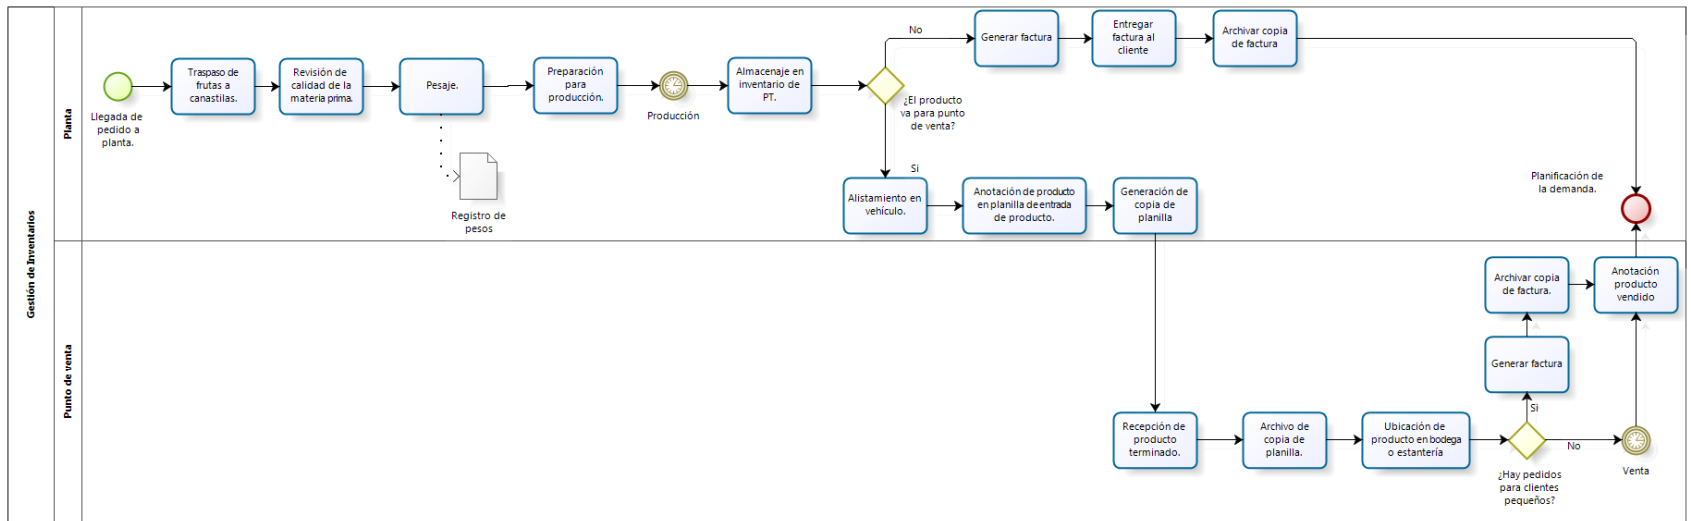 Gestión de Inventarios
Planta
Llegada de
pedido a
planta.
Traspaso de
frutas a
canastilas.
Revisión de
calidad de la
materia prima.
Pesaje.
Registro de
pesos
Preparación
para
producción.
Producción
Almacenaje en
inventario de
PT.
¿El producto
va para punto
de venta?
No
Generar factura
Entregar
factura al
cliente
Archivar copia
de factura
Si
Alistamiento en
vehículo.
Anotación de producto
en planilla de entrada
de producto.
Generación de
copia de
planilla
Planificación de
la demanda.
Punto de venta
Recepción de
producto
terminado.
Archivo de
copia de
planilla.
Ubicación de
producto en bodega
o estantería
¿Hay pedidos
para clientes
pequeños?
Si
Generar factura
Archivar copia
de factura.
Anotación
producto
vendido
No
Venta